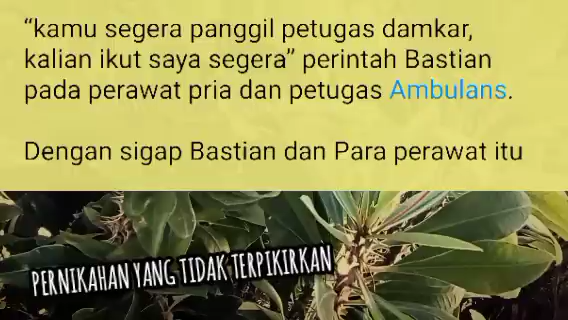 “kamu segera panggil petugas damkar,
kalian ikut saya segera” perintah Bastian
pada perawat pria dan petugas Ambulans.
Dengan sigap Bastian dan Para perawat itu
PERNIKAHAN YANG TIDAK TERPIKIRKAN